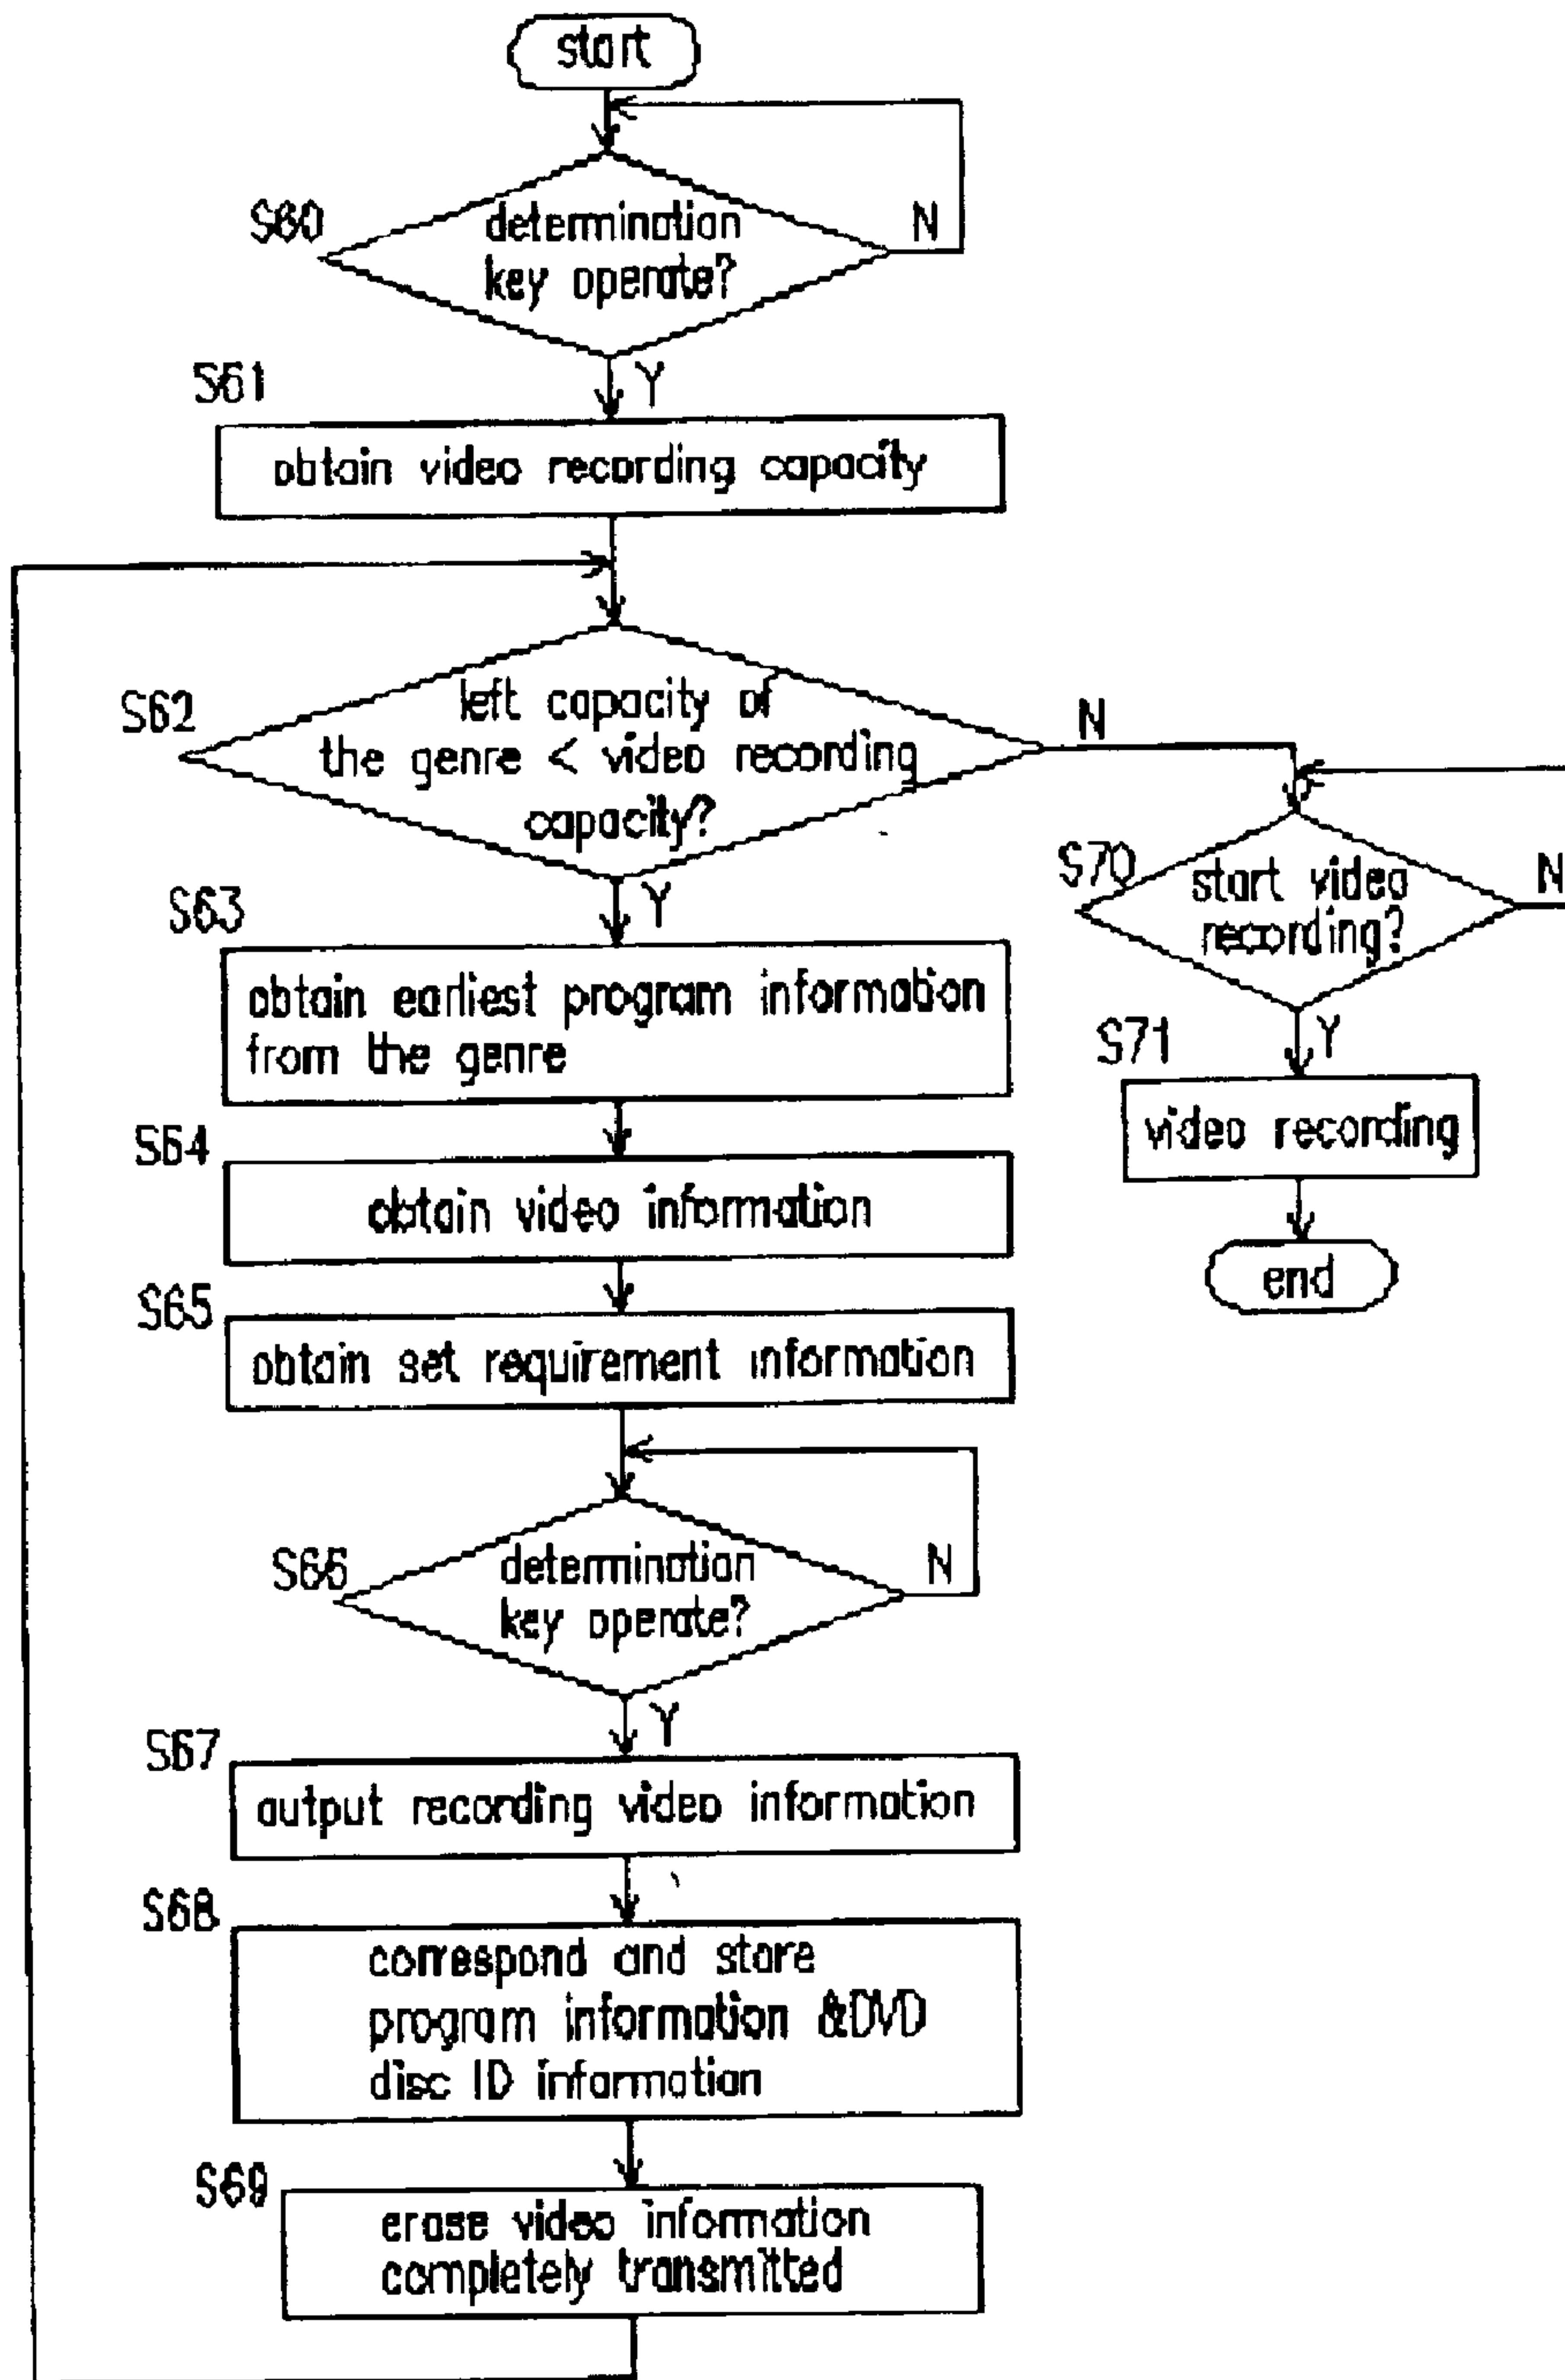 start
S60
determination
key operate?
N
Y
S61
obtain video recording capacity
S62
left capacity of
the genre < video recording
capacity?
N
Y
S70
start video
recording?
N
Y
S71
video recording
end
S63
obtain earliest program information
from the genre
S64
obtain video information
S65
obtain set requirement information
S66
determination
key operate?
N
Y
S67
output recording video information
S68
correspond and store
program information &DVD
disc ID information
S69
erase video information
completely transmitted